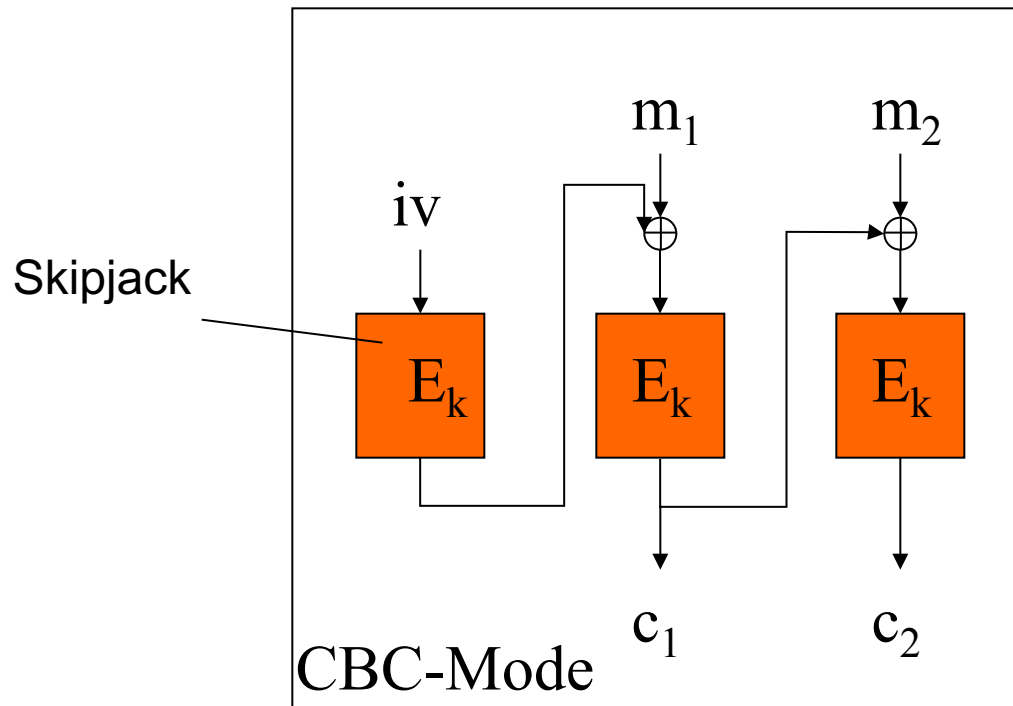 m₁
m₂
iv
Skipjack
Eₖ
Eₖ
Eₖ
c₁
c₂
CBC-Mode